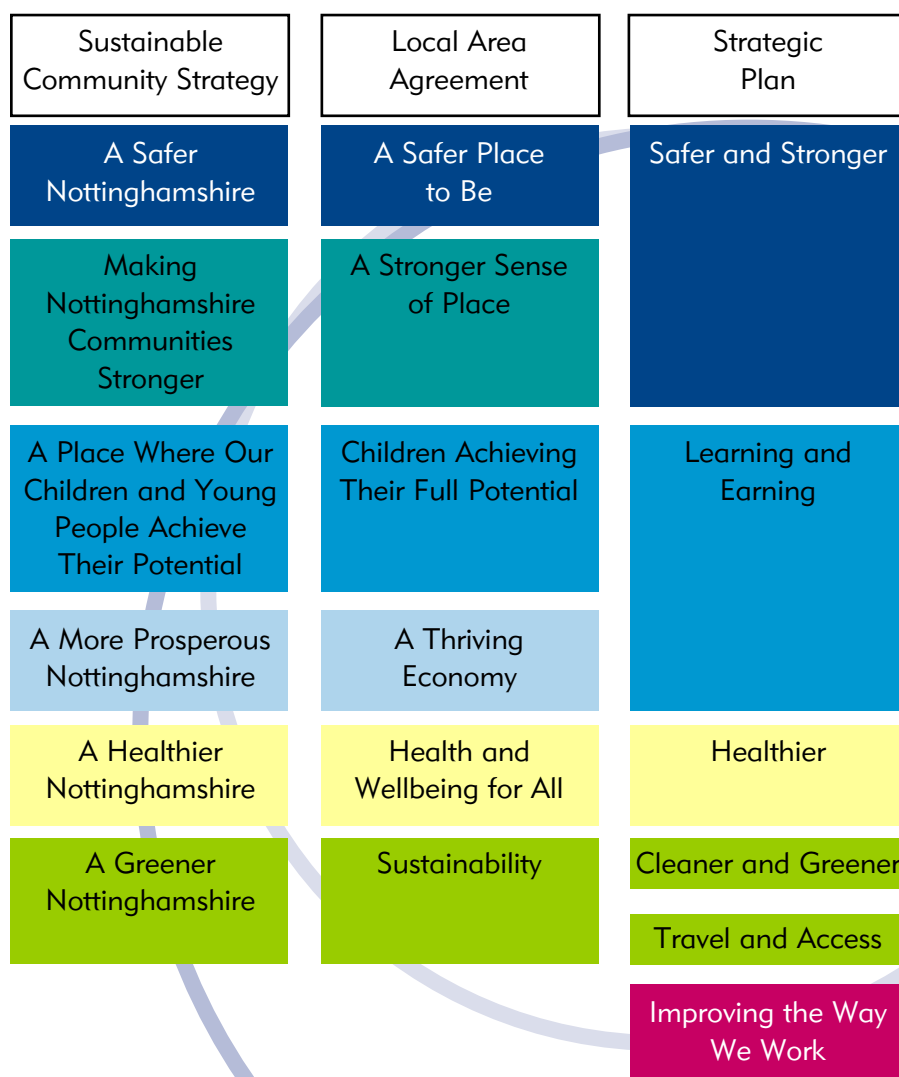 Sustainable
Community Strategy
Local Area
Agreement
Strategic
Plan
A Safer
Nottinghamshire
A Safer Place
to Be
Safer and Stronger
Making
Nottinghamshire
Communities
Stronger
A Stronger Sense
of Place
A Place Where Our
Children and Young
People Achieve
Their Potential
Children Achieving
Their Full Potential
Learning and
Earning
A More Prosperous
Nottinghamshire
A Thriving
Economy
A Healthier
Nottinghamshire
Health and
Wellbeing for All
Healthier
A Greener
Nottinghamshire
Sustainability
Cleaner and Greener
Travel and Access
Improving the Way
We Work